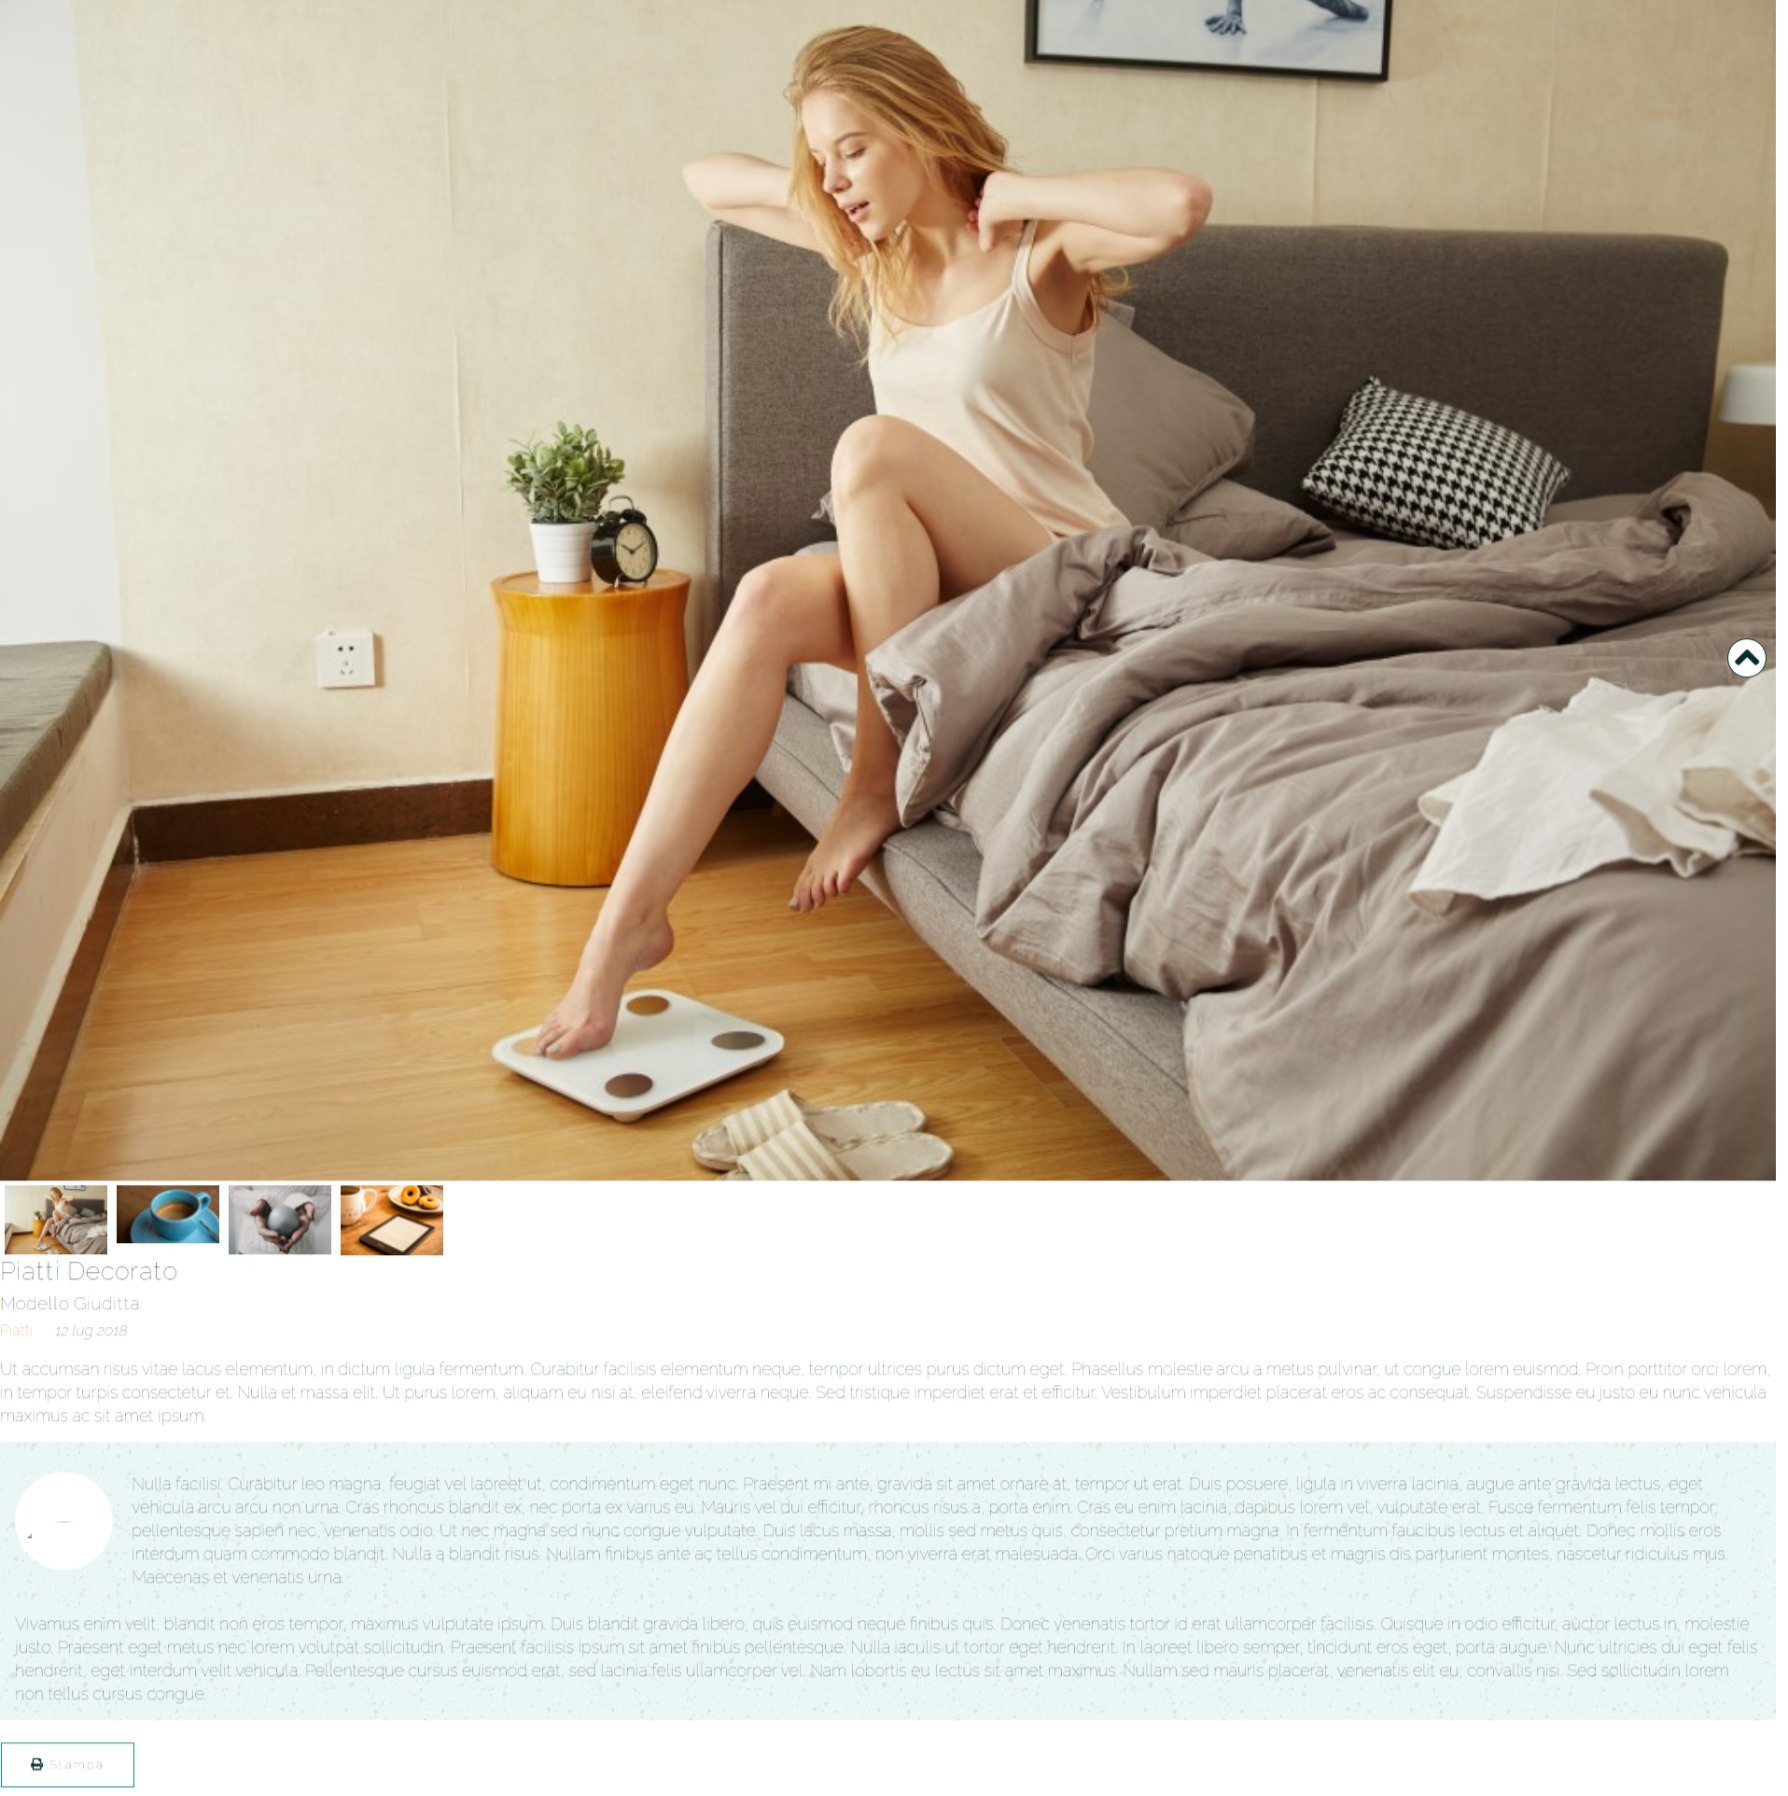 Piatti Decorato
Modello Giuditta
Piatti 12 lug 2018
Ut accumsan risus vitae lacus elementum, in dictum ligula fermentum. Curabitur facilisis elementum neque, tempor ultrices purus dictum eget. Phasellus molestie arcu a metus pulvinar, ut congue lorem euismod. Proin porttitor orci lorem,
in tempor turpis consectetur et. Nulla et massa elit. Ut purus lorem, aliquam eu nisi at, eleifend viverra neque. Sed tristique imperdiet erat et efficitur. Vestibulum imperdiet placerat eros ac consequat. Suspendisse eu justo eu nunc vehicula
maximus ac sit amet ipsum.
Nulla facilisi. Curabitur leo magna, feugiat vel laoreet ut, condimentum eget nunc. Praesent mi ante, gravida sit amet ornare at, tempor ut erat. Duis posuere, ligula in viverra lacinia, augue ante gravida lectus, eget
vehicula arcu arcu non urna. Cras rhoncus blandit ex, nec porta ex varius eu. Mauris vel dui efficitur, rhoncus risus a, porta enim. Cras eu enim lacinia, dapibus lorem vel, vulputate erat. Fusce fermentum felis tempor,
pellentesque sapien nec, venenatis odio. Ut nec magna sed nunc congue vulputate. Duis lacus massa, mollis sed metus quis, consectetur pretium magna. In fermentum faucibus lectus et aliquet. Donec mollis eros
interdum quam commodo blandit. Nulla a blandit risus. Nullam finibus ante ac tellus condimentum, non viverra erat malesuada. Orci varius natoque penatibus et magnis dis parturient montes, nascetur ridiculus mus.
Maecenas et venenatis urna.
Vivamus enim velit, blandit non eros tempor, maximus vulputate ipsum. Duis blandit gravida libero, quis euismod neque finibus quis. Donec venenatis tortor id erat ullamcorper facilisis. Quisque in odio efficitur, auctor lectus in, molestie
justo. Praesent eget metus nec lorem volutpat sollicitudin. Praesent facilisis ipsum sit amet finibus pellentesque. Nulla iaculis ut tortor eget hendrerit. In laoreet libero semper, tincidunt eros eget, porta augue. Nunc ultricies dui eget felis
hendrerit, eget interdum velit vehicula. Pellentesque cursus euismod erat, sed lacinia felis ullamcorper vel. Nam lobortis eu lectus sit amet maximus. Nullam sed mauris placerat, venenatis elit eu, convallis nisi. Sed sollicitudin lorem
non tellus cursus congue.
Stampa